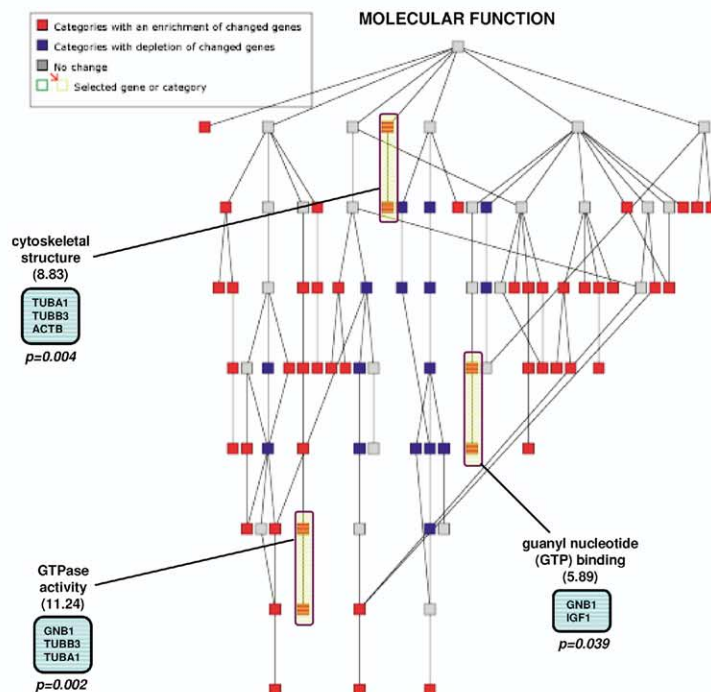 MOLECULAR FUNCTION
Categories with an enrichment of changed genes
Categories with depletion of changed genes
No change
Selected gene or category
cytoskeletal
structure
(8.83)
TUBA1
TUBB3
ACTB
p=0.004
GTPase
activity
(11.24)
GNB1
TUBB3
TUBA1
p=0.002
guanyl nucleotide
(GTP) binding
(5.89)
GNB1
IGF1
p=0.039